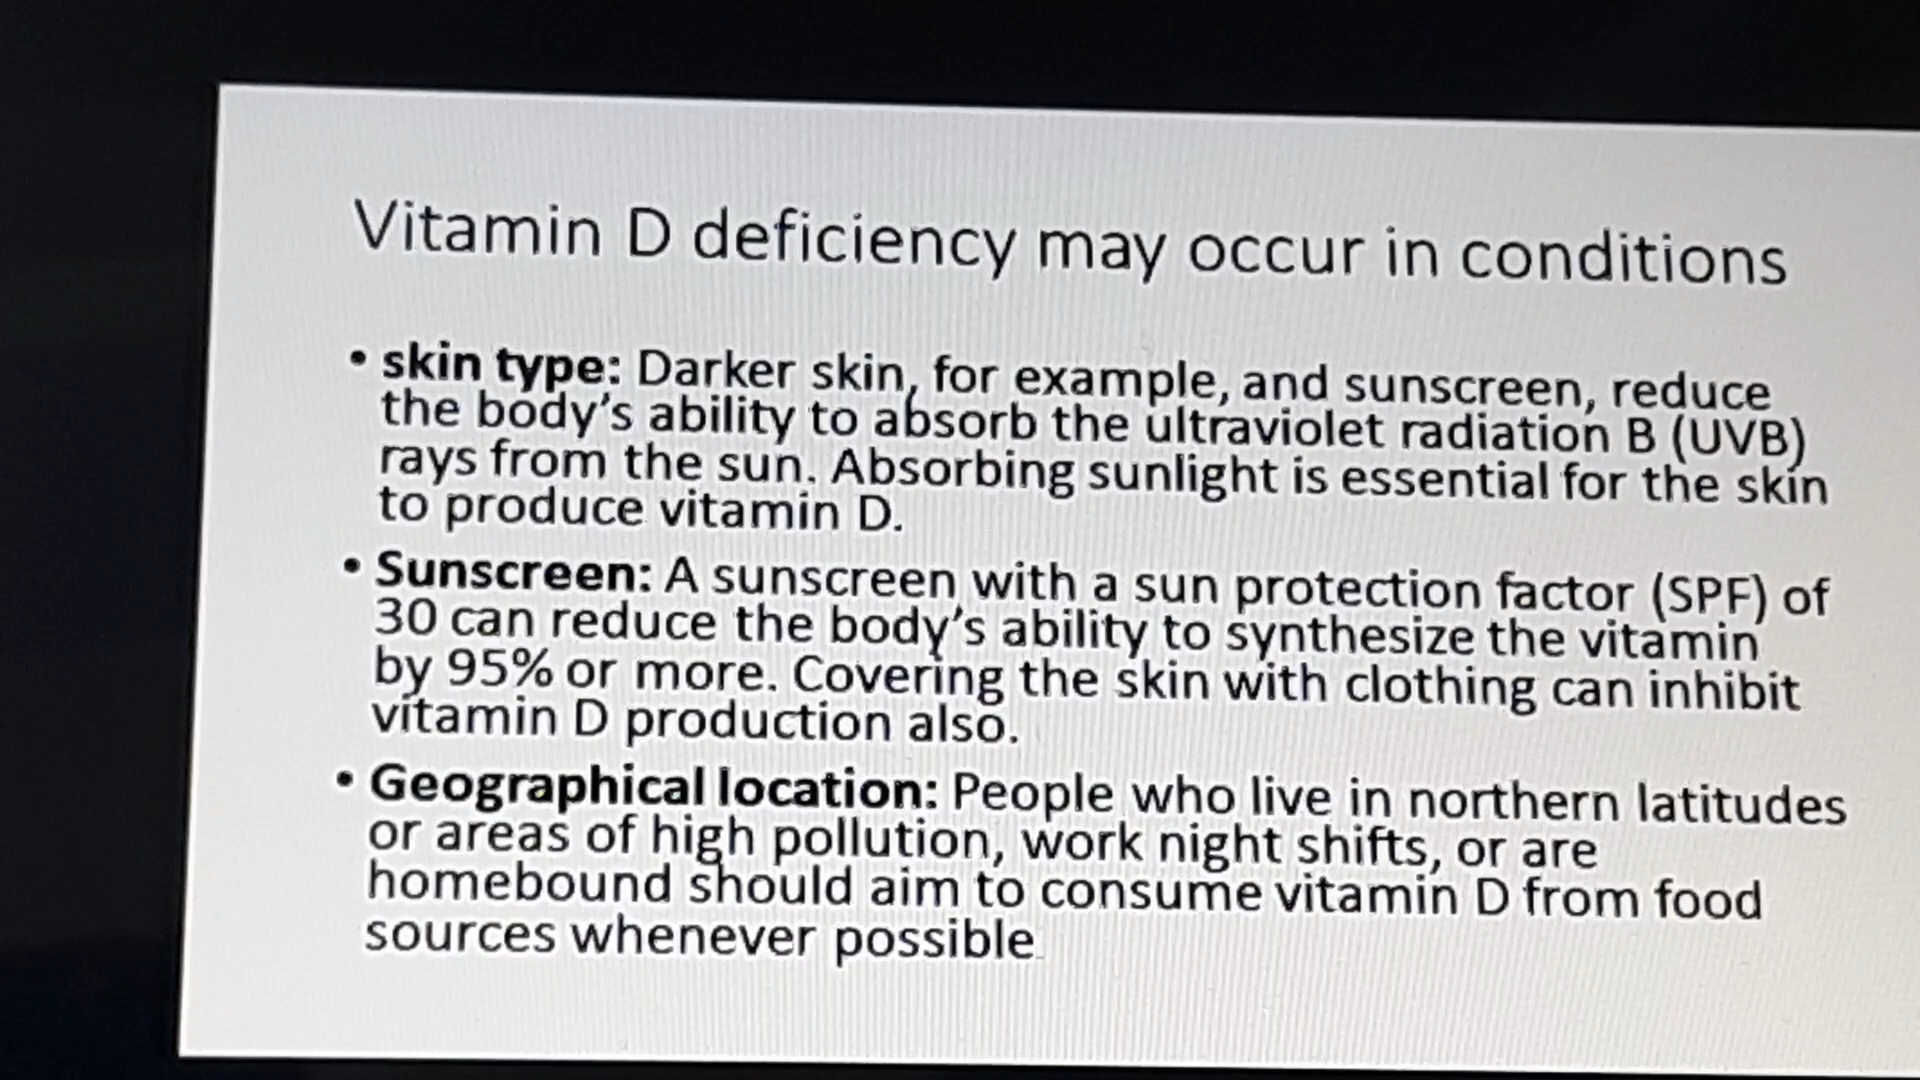 Vitamin D deficiency may occur in conditions
• skin type: Darker skin, for example, and sunscreen, reduce
the body's ability to absorb the ultraviolet radiation B (UVB)
rays from the sun. Absorbing sunlight is essential for the skin
to produce vitamin D.
• Sunscreen: A sunscreen with a sun protection factor (SPF) of
30 can reduce the body's ability to synthesize the vitamin
by 95% or more. Covering the skin with clothing can inhibit
vitamin D production also.
• Geographical location: People who live in northern latitudes
or areas of high pollution, work night shifts, or are
homebound should aim to consume vitamin D from food
sources whenever possible